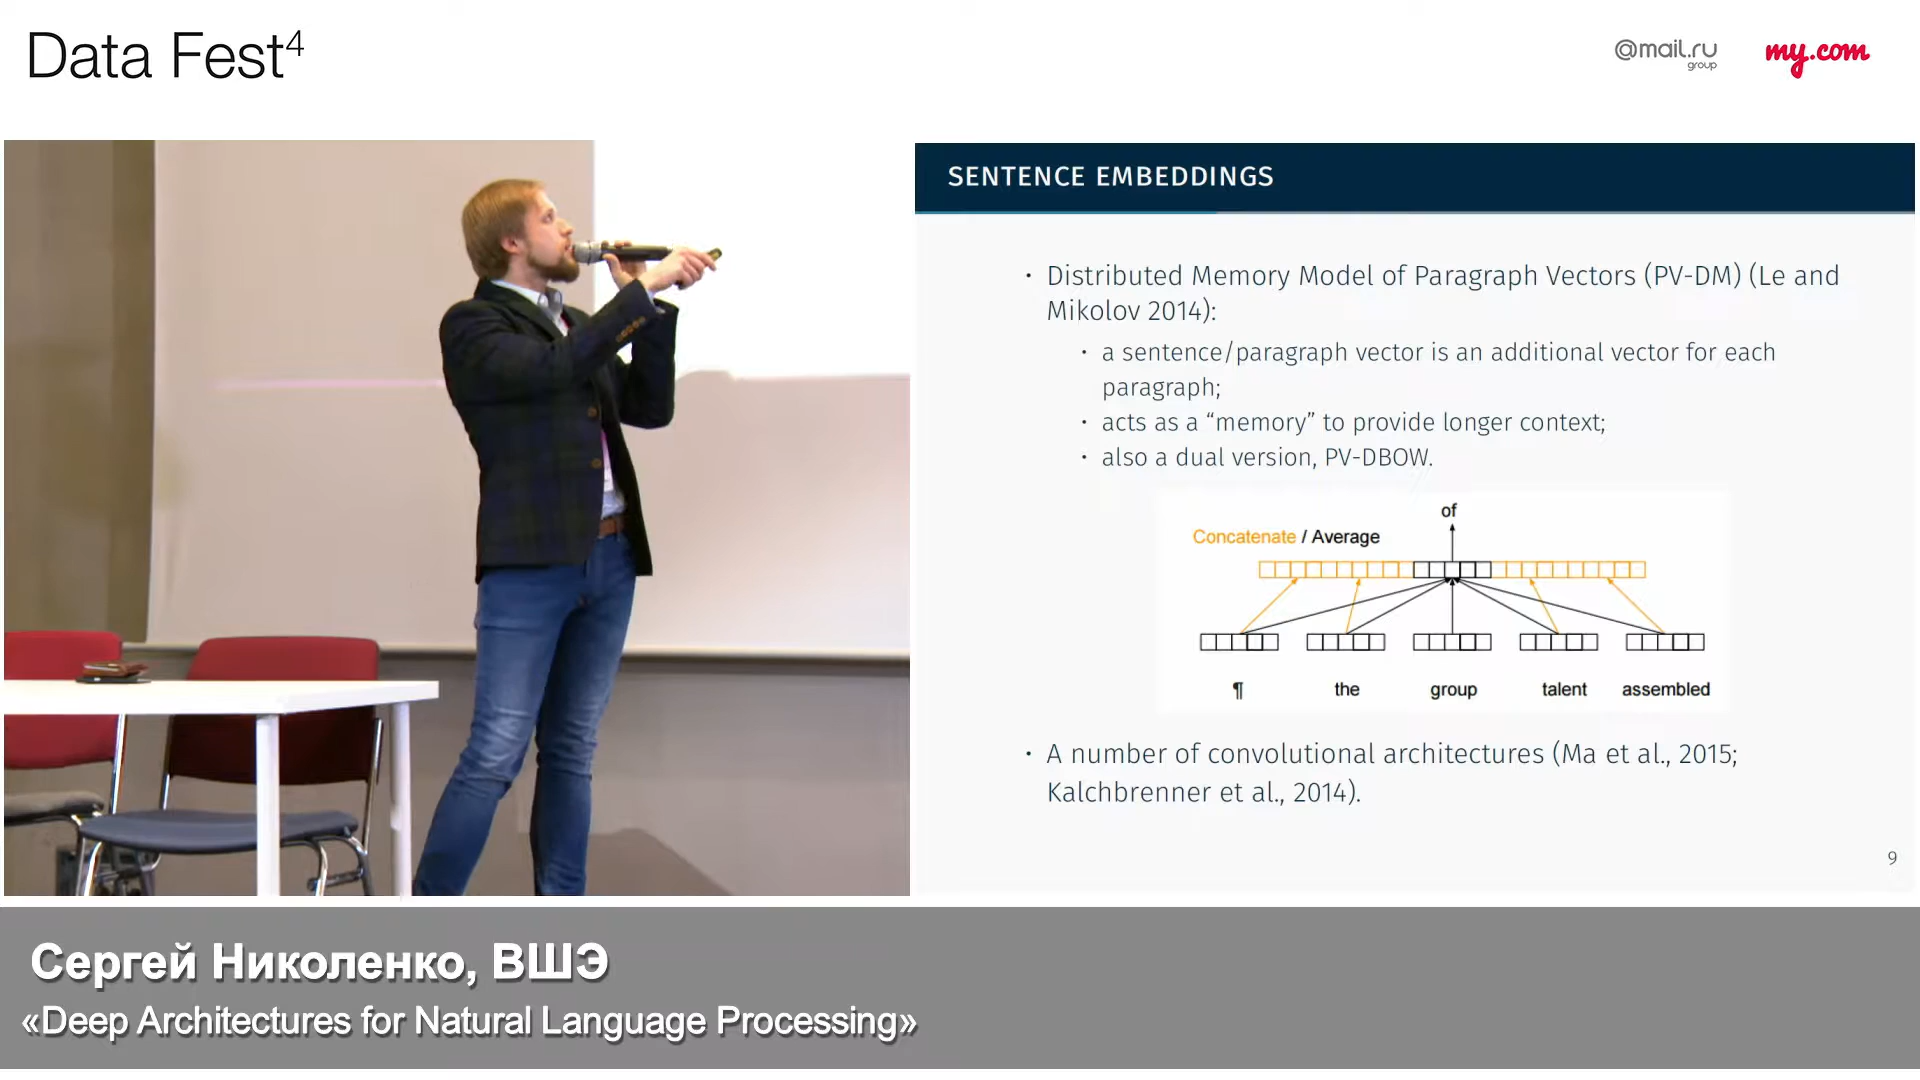 Data Fest⁴
@mail.ru
group
my.com
SENTENCE EMBEDDINGS
· Distributed Memory Model of Paragraph Vectors (PV-DM) (Le and
Mikolov 2014):
· a sentence/paragraph vector is an additional vector for each
paragraph;
· acts as a “memory” to provide longer context;
· also a dual version, PV-DBOW.
of
Concatenate / Average
¶ the group talent assembled
· A number of convolutional architectures (Ma et al., 2015;
Kalchbrenner et al., 2014).
9
Сергей Николенко, ВШЭ
«Deep Architectures for Natural Language Processing»